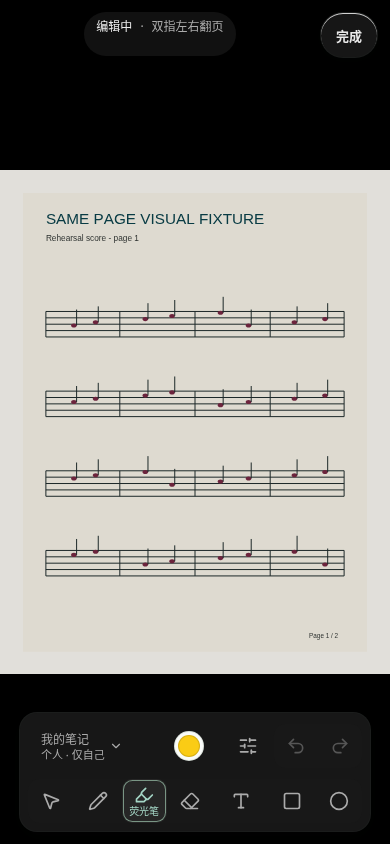 编辑中 · 双指左右翻页
完成
SAME PAGE VISUAL FIXTURE
Rehearsal score - page 1
Page 1 / 2
我的笔记
个人 · 仅自己
荧光笔
T